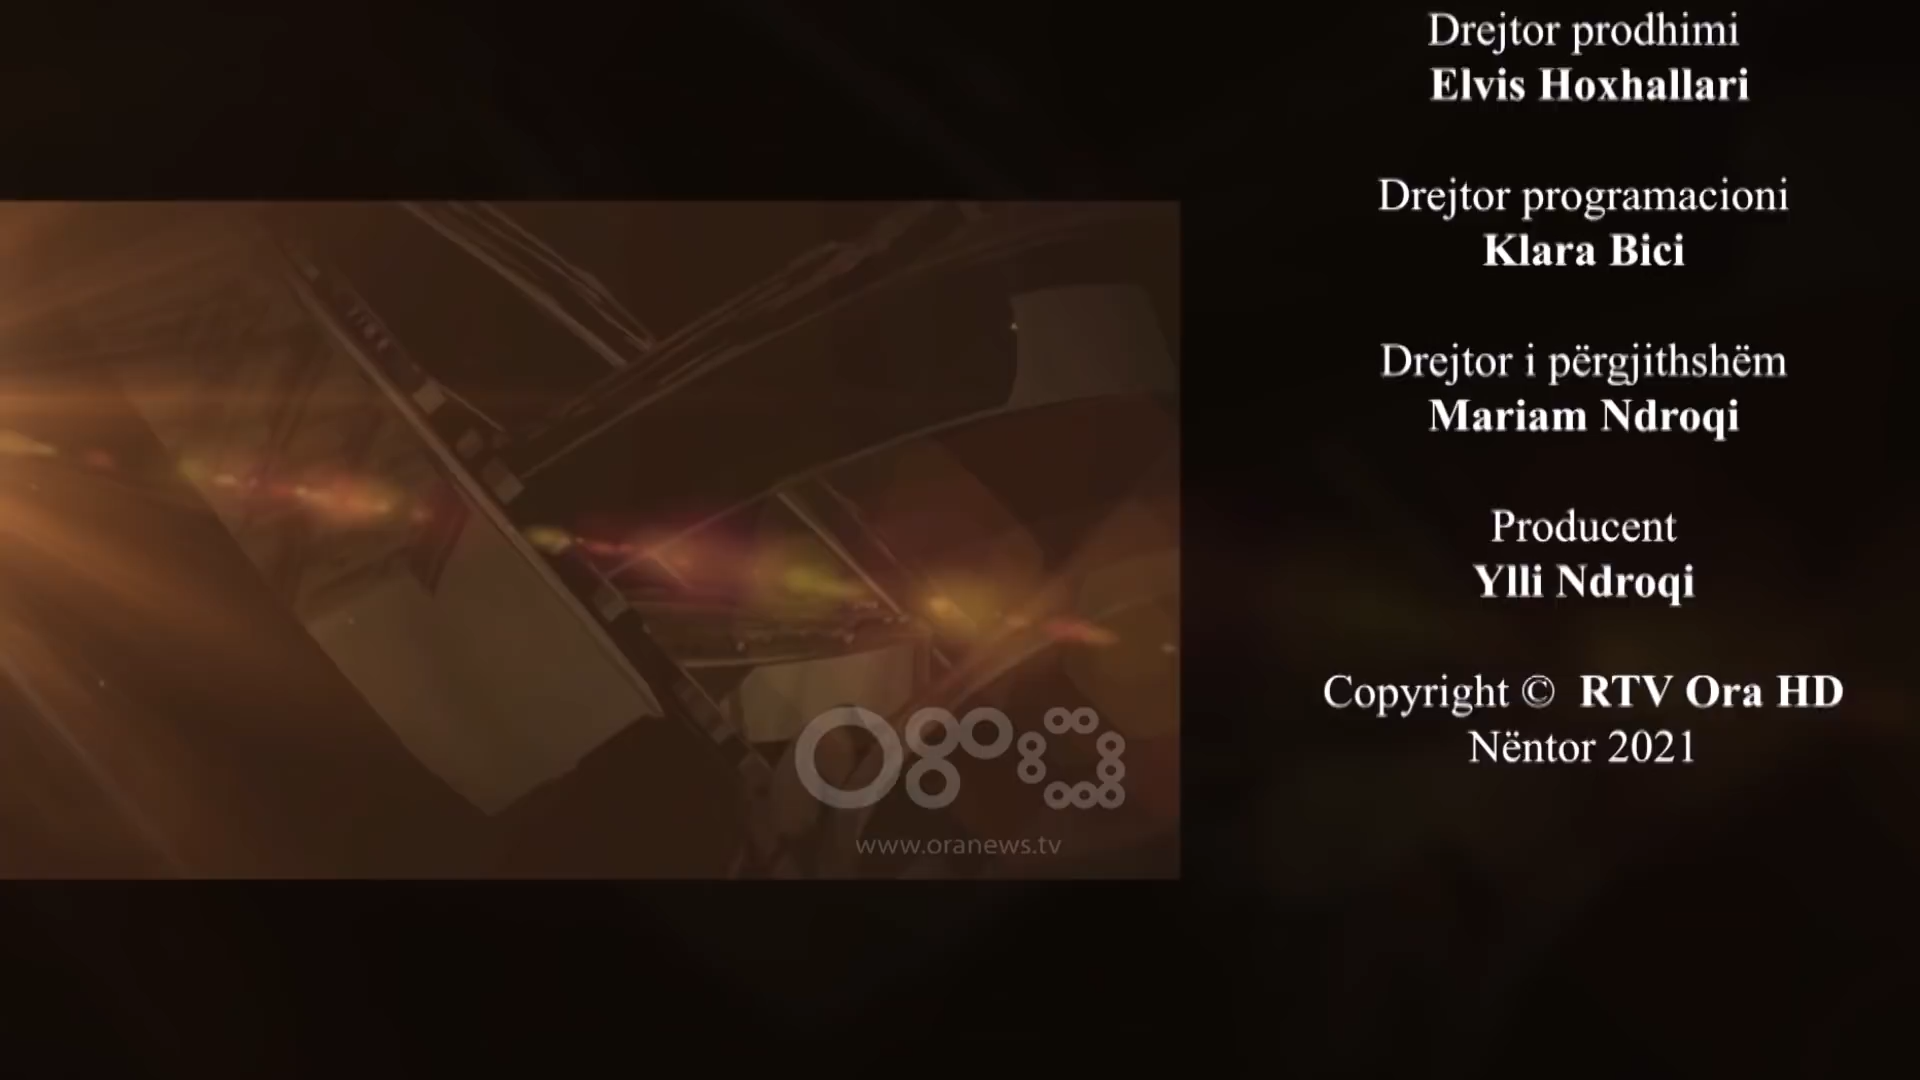 Drejtor prodhimi
Elvis Hoxhallari
Drejtor programacioni
Klara Bici
Drejtor i përgjithshëm
Mariam Ndroqi
Producent
Ylli Ndroqi
Copyright © RTV Ora HD
Nëntor 2021
ora
www.oranews.tv